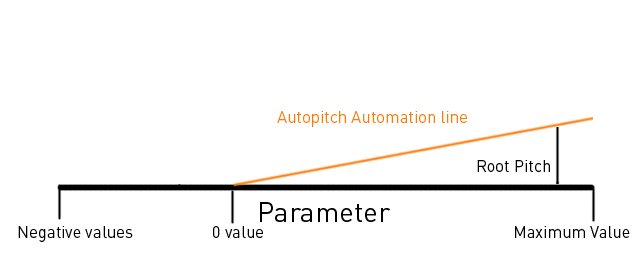 Autopitch Automation line
Root Pitch
Parameter
Negative values
0 value
Maximum Value